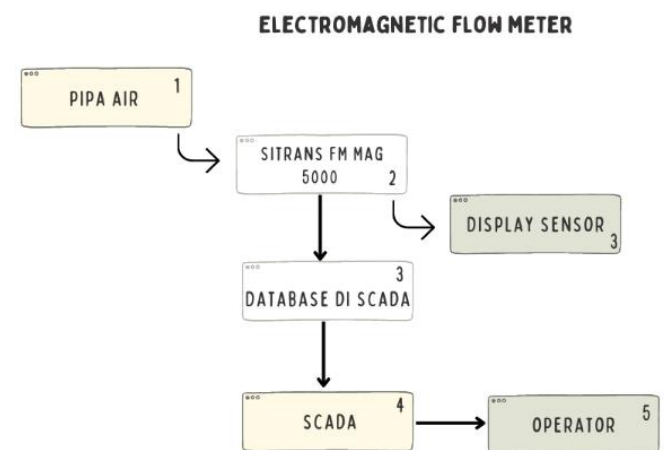 ELECTROMAGNETIC FLOW METER
PIPA AIR 1
SITRANS FM MAG
5000 2
DISPLAY SENSOR
3
3
DATABASE DI SCADA
SCADA 4
OPERATOR 5